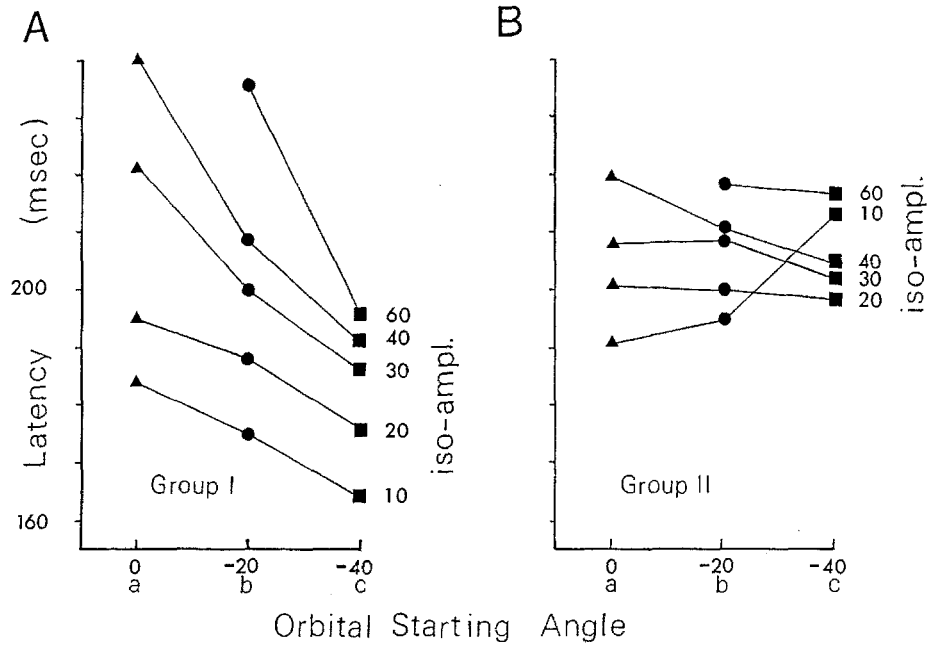 A
B
Latency (msec)
200
160
60
40
30
20
10
iso-ampl.
Group I
0
-20
-40
a
b
c
60
10
40
30
20
iso-ampl.
Group II
0
-20
-40
a
b
c
Orbital Starting Angle